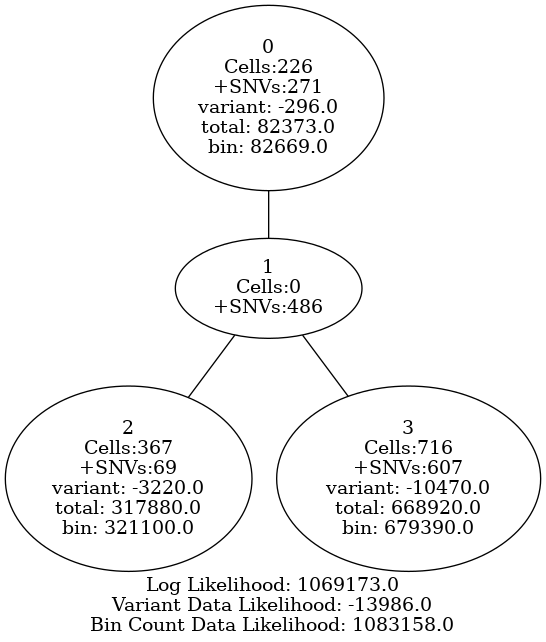 0
Cells:226
+SNVs:271
variant: -296.0
total: 82373.0
bin: 82669.0
1
Cells:0
+SNVs:486
2
Cells:367
+SNVs:69
variant: -3220.0
total: 317880.0
bin: 321100.0
3
Cells:716
+SNVs:607
variant: -10470.0
total: 668920.0
bin: 679390.0
Log Likelihood: 1069173.0
Variant Data Likelihood: -13986.0
Bin Count Data Likelihood: 1083158.0